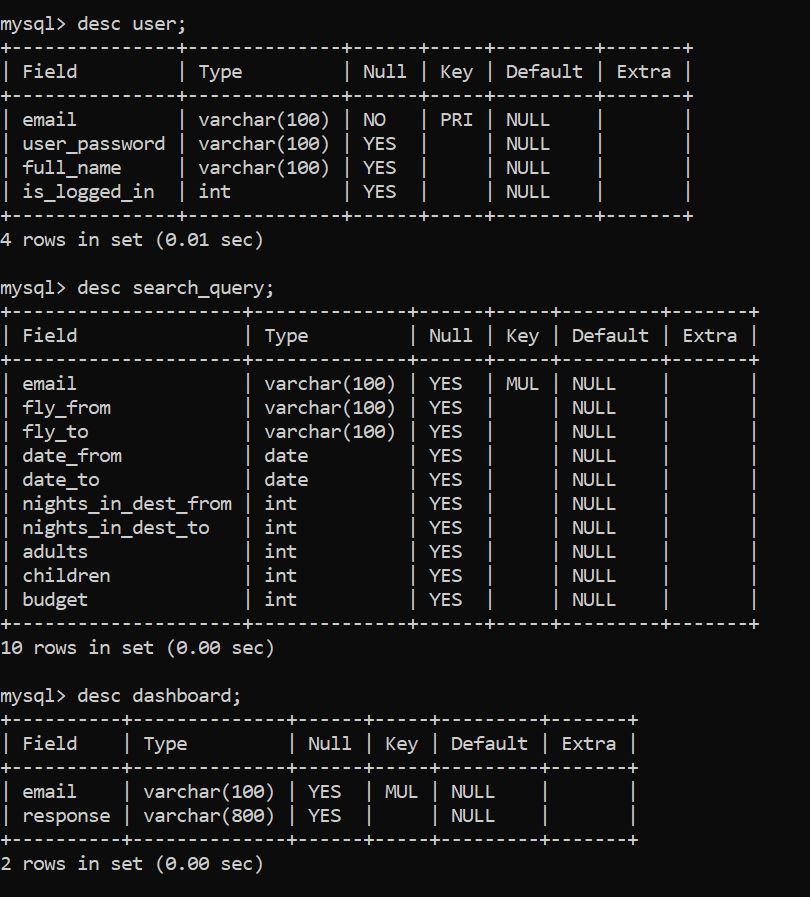 mysql> desc user;
+---------------+--------------+------+-----+---------+-------+
| Field         | Type         | Null | Key | Default | Extra |
+---------------+--------------+------+-----+---------+-------+
| email         | varchar(100) | NO   | PRI | NULL    |       |
| user_password | varchar(100) | YES  |     | NULL    |       |
| full_name     | varchar(100) | YES  |     | NULL    |       |
| is_logged_in  | int          | YES  |     | NULL    |       |
+---------------+--------------+------+-----+---------+-------+
4 rows in set (0.01 sec)

mysql> desc search_query;
+---------------------+--------------+------+-----+---------+-------+
| Field               | Type         | Null | Key | Default | Extra |
+---------------------+--------------+------+-----+---------+-------+
| email               | varchar(100) | YES  | MUL | NULL    |       |
| fly_from            | varchar(100) | YES  |     | NULL    |       |
| fly_to              | varchar(100) | YES  |     | NULL    |       |
| date_from           | date         | YES  |     | NULL    |       |
| date_to             | date         | YES  |     | NULL    |       |
| nights_in_dest_from | int          | YES  |     | NULL    |       |
| nights_in_dest_to   | int          | YES  |     | NULL    |       |
| adults              | int          | YES  |     | NULL    |       |
| children            | int          | YES  |     | NULL    |       |
| budget              | int          | YES  |     | NULL    |       |
+---------------------+--------------+------+-----+---------+-------+
10 rows in set (0.00 sec)

mysql> desc dashboard;
+----------+--------------+------+-----+---------+-------+
| Field    | Type         | Null | Key | Default | Extra |
+----------+--------------+------+-----+---------+-------+
| email    | varchar(100) | YES  | MUL | NULL    |       |
| response | varchar(800) | YES  |     | NULL    |       |
+----------+--------------+------+-----+---------+-------+
2 rows in set (0.00 sec)